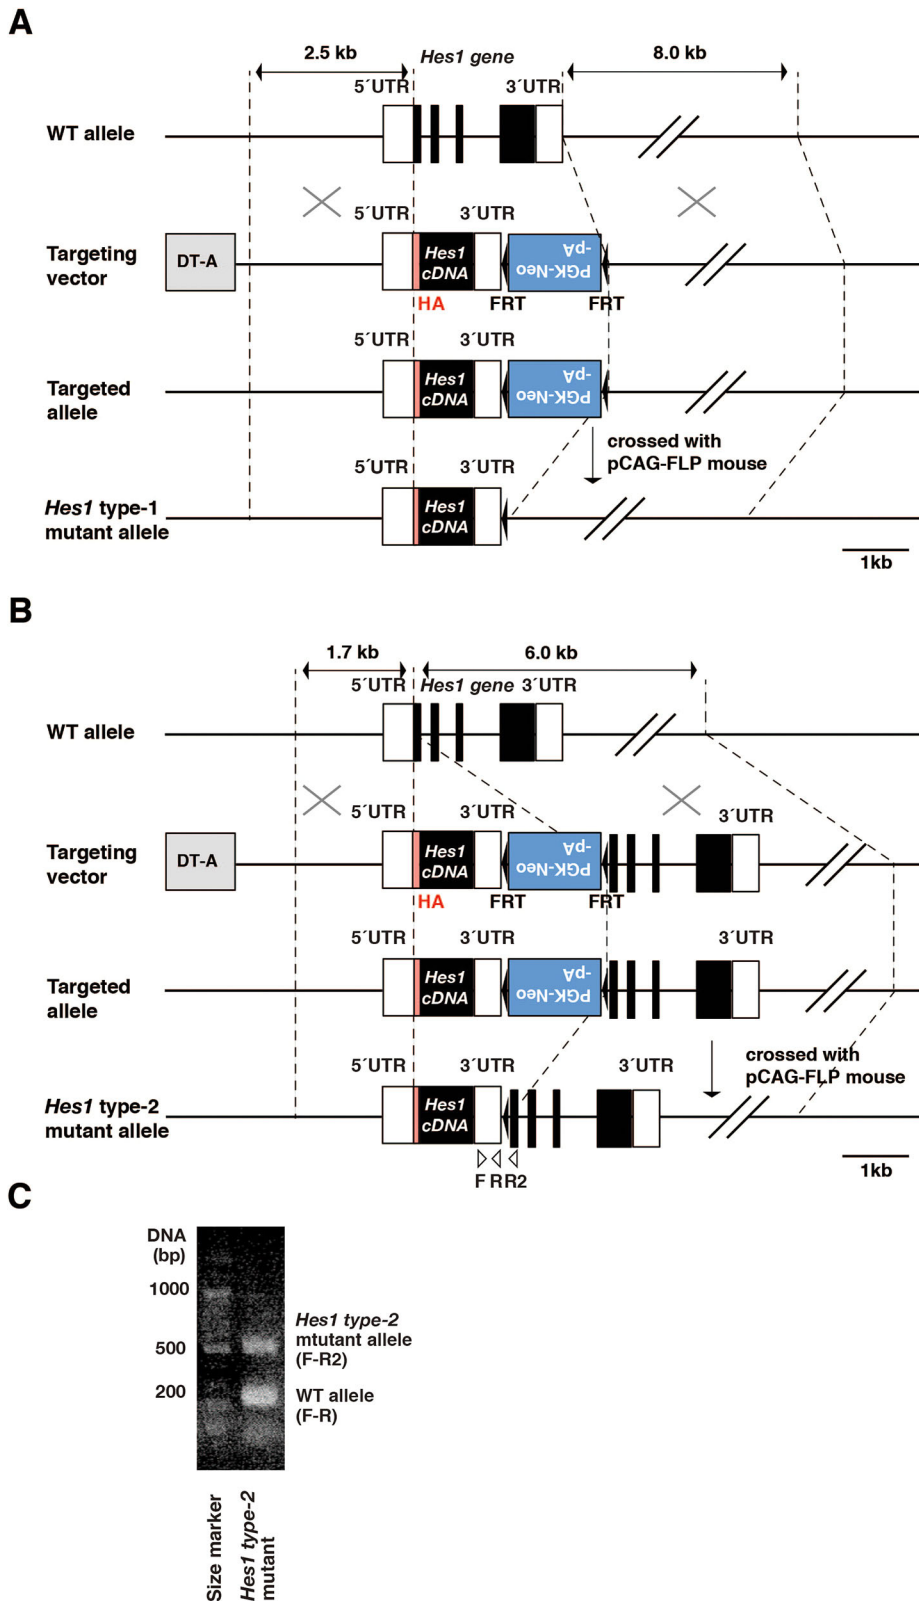 A
2.5 kb
Hes1 gene
8.0 kb
5´UTR
3´UTR
WT allele
5´UTR
3´UTR
Targeting
vector
DT-A
Hes1
cDNA
PGK-Neo
-pA
HA
FRT
FRT
5´UTR
3´UTR
Targeted
allele
Hes1
cDNA
PGK-Neo
-pA
crossed with
pCAG-FLP mouse
5´UTR
3´UTR
Hes1 type-1
mutant allele
Hes1
cDNA
1kb
B
1.7 kb
6.0 kb
5´UTR
Hes1 gene
3´UTR
WT allele
5´UTR
3´UTR
3´UTR
Targeting
vector
DT-A
Hes1
cDNA
PGK-Neo
-pA
HA
FRT
FRT
5´UTR
3´UTR
3´UTR
Targeted
allele
Hes1
cDNA
PGK-Neo
-pA
crossed with
pCAG-FLP mouse
5´UTR
3´UTR
3´UTR
Hes1 type-2
mutant allele
Hes1
cDNA
F R R2
1kb
C
DNA
(bp)
1000
500
200
Hes1 type-2
mtutant allele
(F-R2)
WT allele
(F-R)
Size marker
Hes1 type-2
mutant